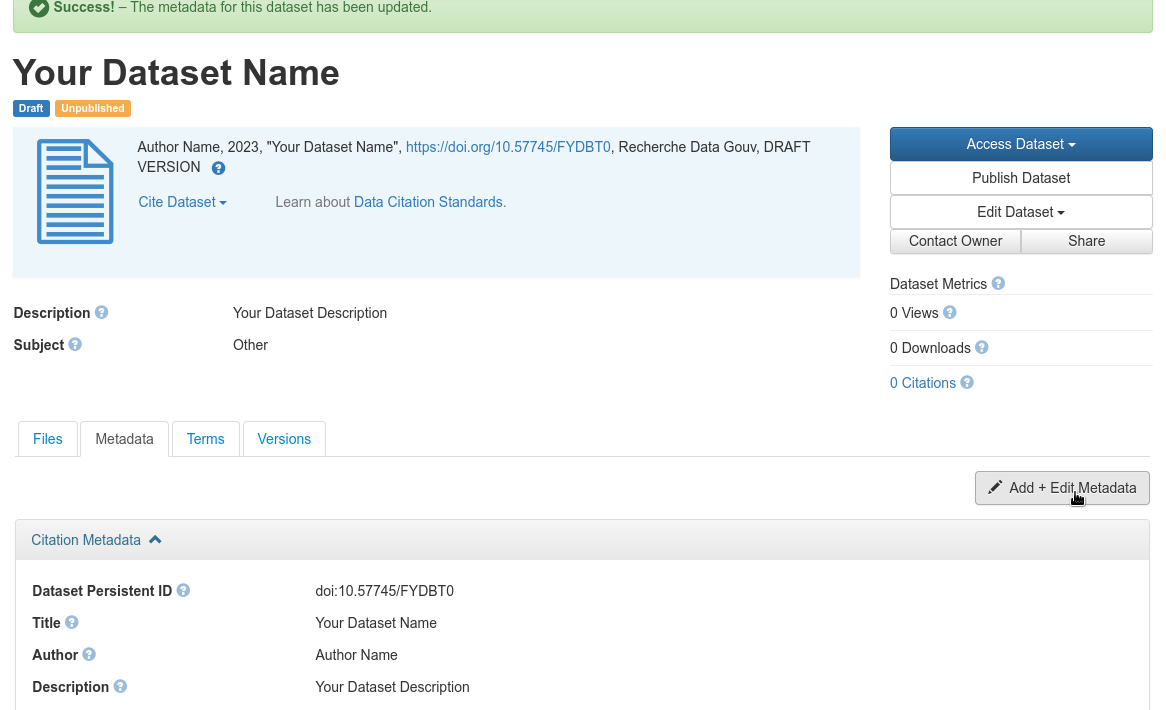 Success! – The metadata for this dataset has been updated.
Your Dataset Name
Draft Unpublished
Author Name, 2023, "Your Dataset Name", https://doi.org/10.57745/FYDBT0, Recherche Data Gouv, DRAFT
VERSION
Cite Dataset Learn about Data Citation Standards.
Access Dataset
Publish Dataset
Edit Dataset
Contact Owner Share
Dataset Metrics
0 Views
0 Downloads
0 Citations
Description Your Dataset Description
Subject Other
Files Metadata Terms Versions
Add + Edit Metadata
Citation Metadata
Dataset Persistent ID doi:10.57745/FYDBT0
Title Your Dataset Name
Author Author Name
Description Your Dataset Description